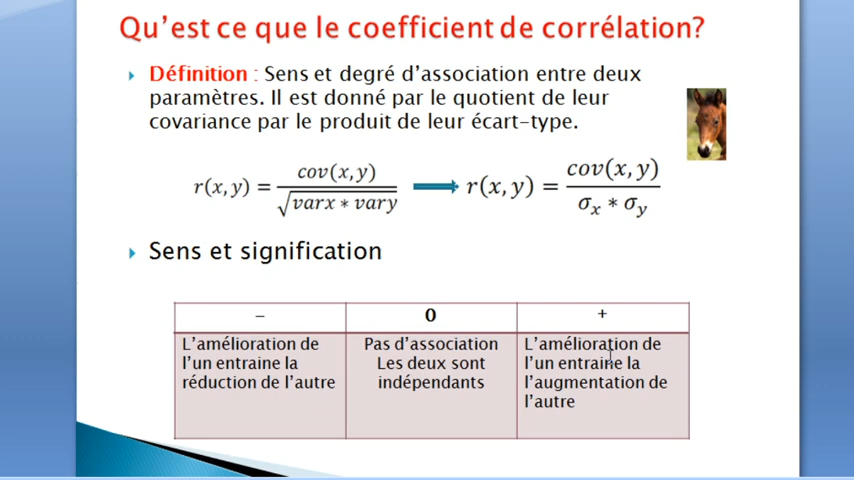 Qu’est ce que le coefficient de corrélation?
Définition : Sens et degré d’association entre deux
paramètres. Il est donné par le quotient de leur
covariance par le produit de leur écart-type.
r(x, y) = cov(x, y) / √(varx ∗ vary) ⟹ r(x, y) = cov(x, y) / (σx ∗ σy)
Sens et signification
– 0 +
L’amélioration de
l’un entraine la
réduction de l’autre
Pas d’association
Les deux sont
indépendants
L’amélioration de
l’un entraine la
l’augmentation de
l’autre